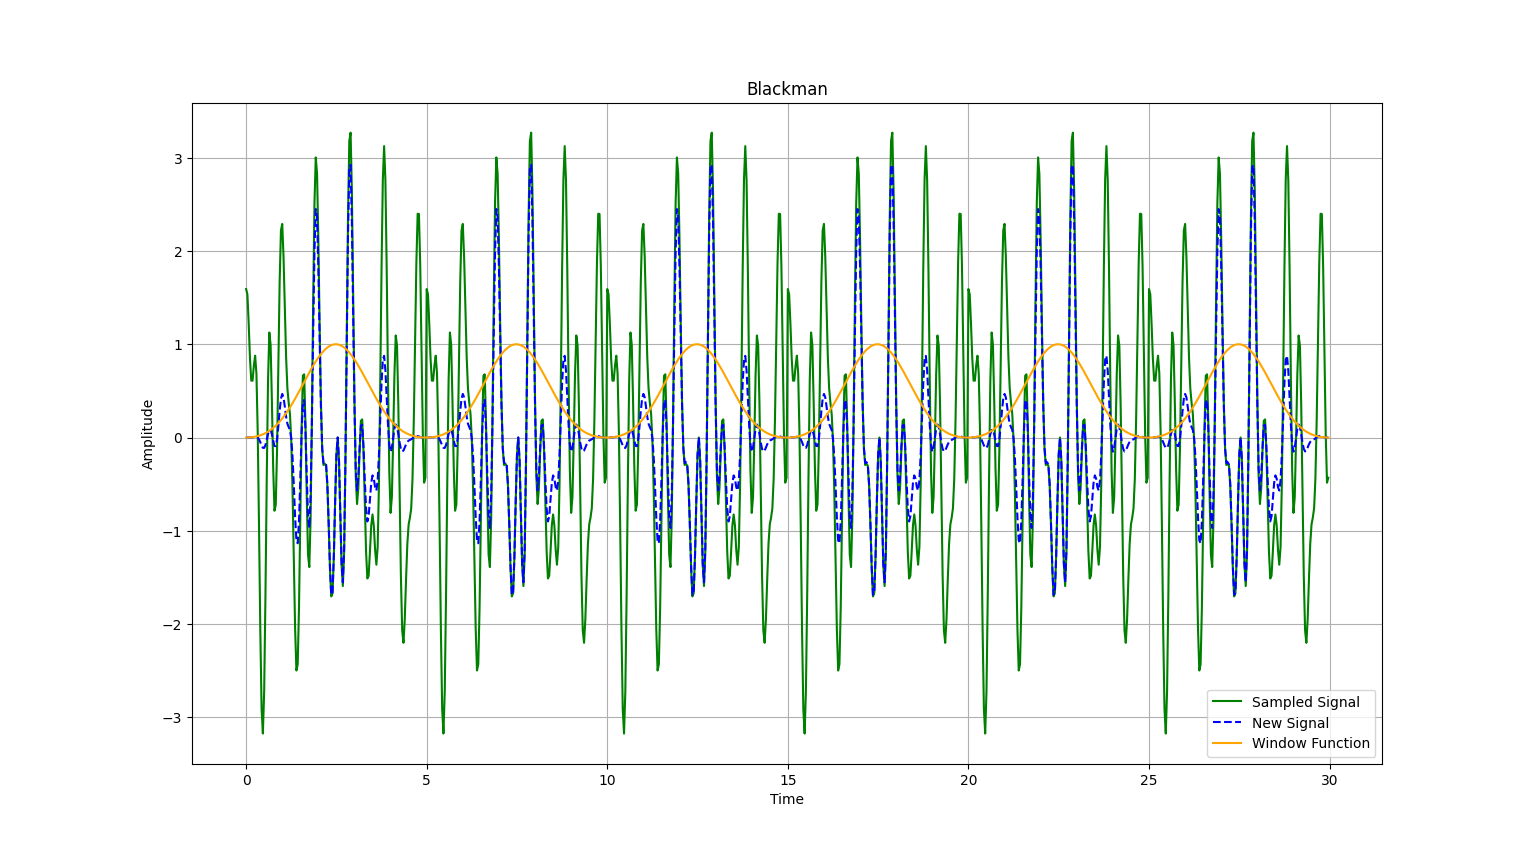 Blackman
Amplitude
3
2
1
0
−1
−2
−3
Sampled Signal
New Signal
Window Function
0 5 10 15 20 25 30
Time